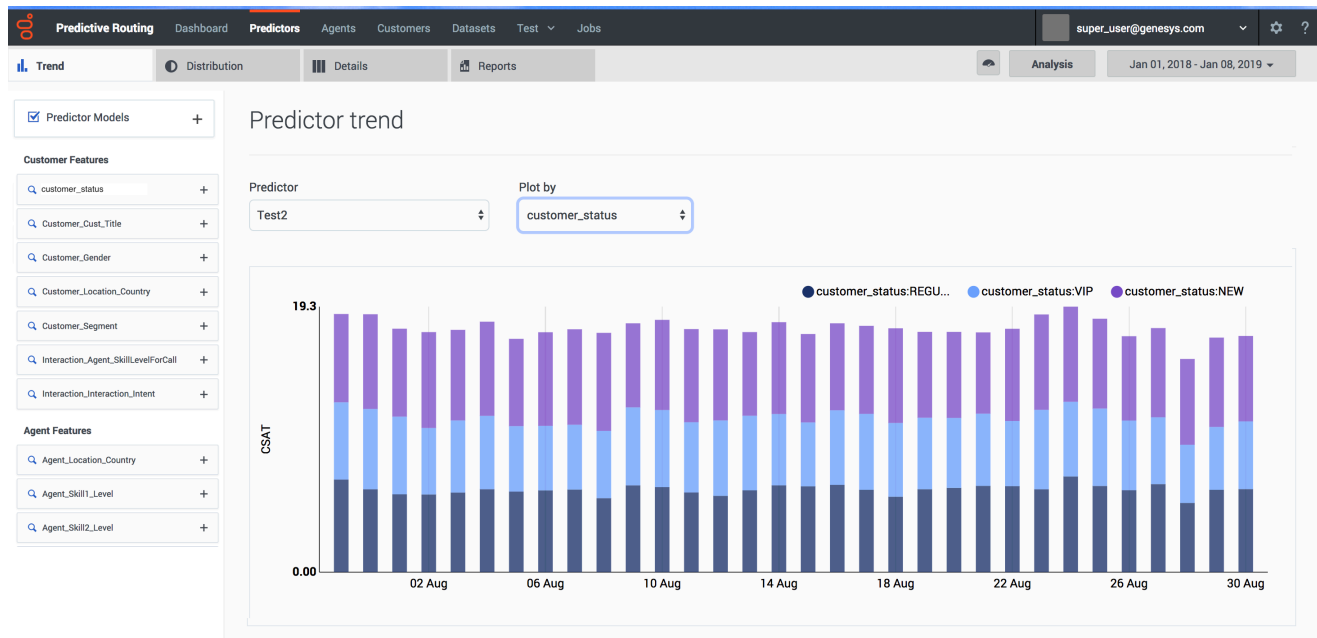 Predictive Routing Dashboard Predictors Agents Customers Datasets Test Jobs super_user@genesys.com ?
Trend Distribution Details Reports Analysis Jan 01, 2018 - Jan 08, 2019
Predictor Models +
Customer Features
customer_status +
Customer_Cust_Title +
Customer_Gender +
Customer_Location_Country +
Customer_Segment +
Interaction_Agent_SkillLevelForCall +
Interaction_Interaction_Intent +
Agent Features
Agent_Location_Country +
Agent_Skill1_Level +
Agent_Skill2_Level +
Predictor trend
Predictor Plot by
Test2 customer_status
customer_status:REGU... customer_status:VIP customer_status:NEW
19.3
CSAT
0.00
02 Aug 06 Aug 10 Aug 14 Aug 18 Aug 22 Aug 26 Aug 30 Aug